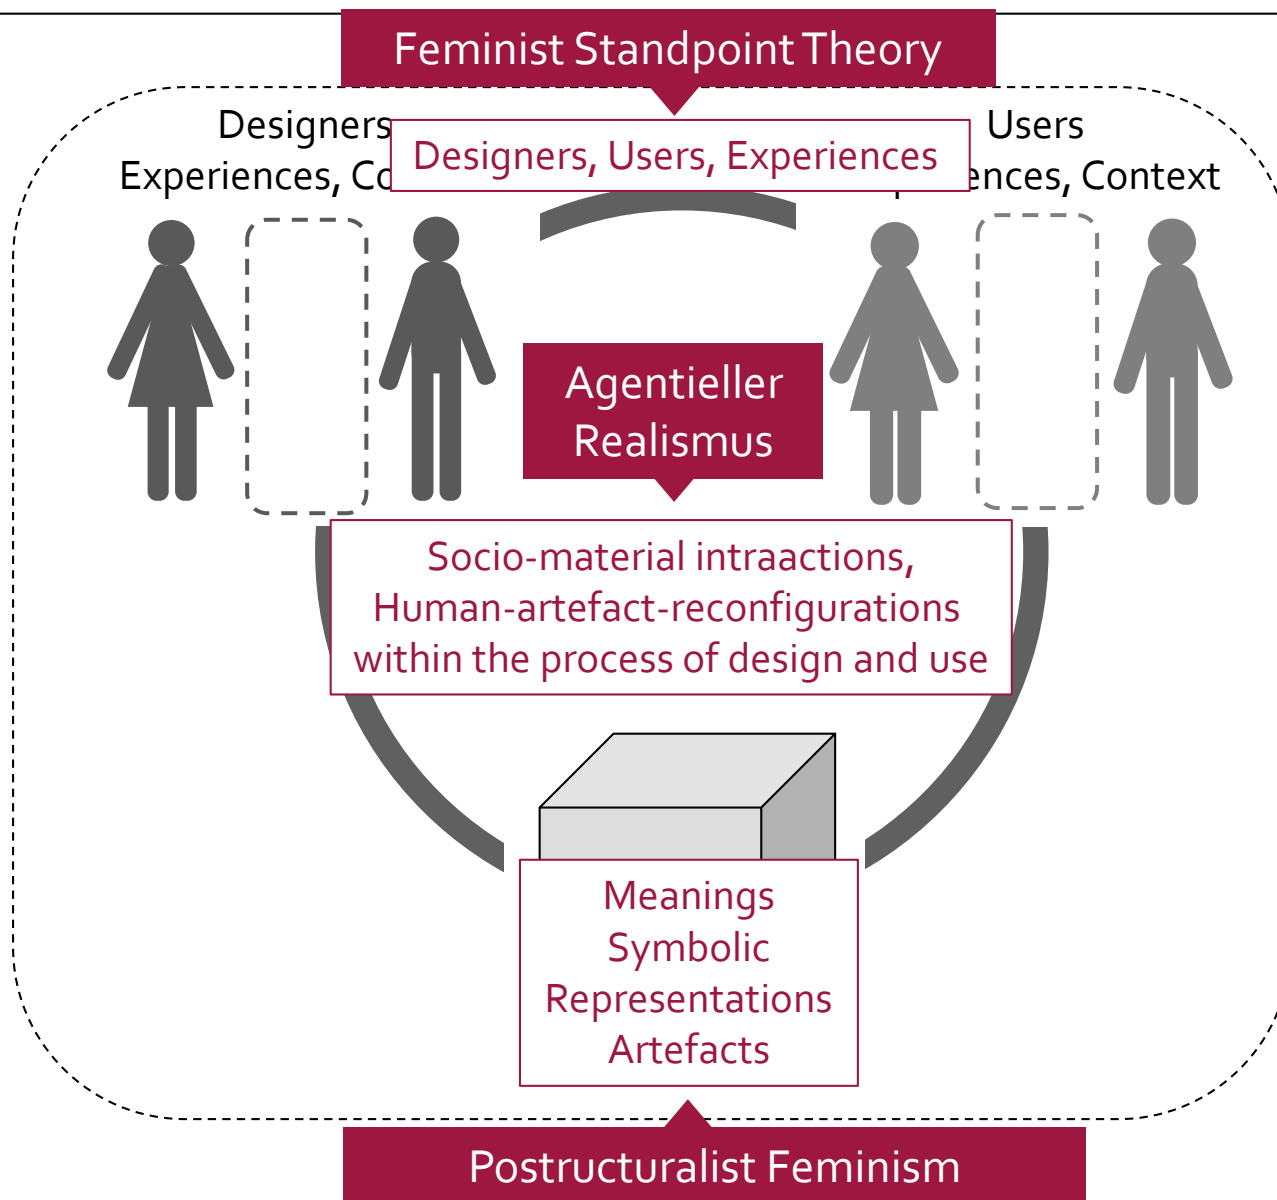 Feminist Standpoint Theory
Designers
Experiences, Co
Designers, Users, Experiences
Users
ences, Context
Agentieller
Realismus
Socio-material intraactions,
Human-artefact-reconfigurations
within the process of design and use
Meanings
Symbolic
Representations
Artefacts
Postructuralist Feminism